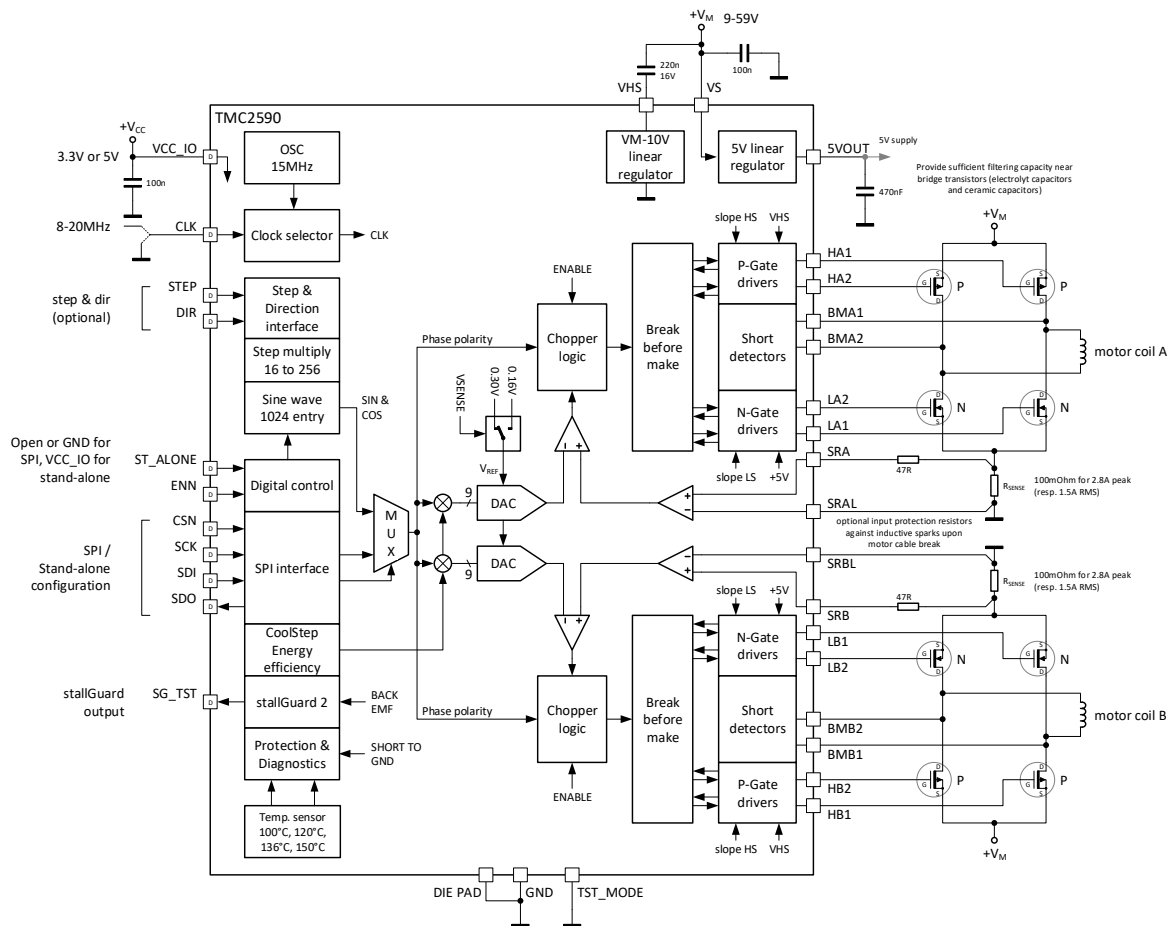 +VM
9-59V
220n
16V
100n
VHS
VS
TMC2590
+VCC
3.3V or 5V
VCC_IO
100n
D
OSC
15MHz
VM-10V
linear
regulator
5V linear
regulator
5VOUT
5V supply
470nF
Provide sufficient filtering capacity near
bridge transistors (electrolyt capacitors
and ceramic capacitors)
8-20MHz
CLK
D
Clock selector
CLK
slope HS
VHS
+VM
STEP
D
DIR
D
step & dir
(optional)
Step &
Direction
interface
Step multiply
16 to 256
Sine wave
1024 entry
SIN &
COS
ENABLE
Phase polarity
Chopper
logic
Break
before
make
P-Gate
drivers
Short
detectors
N-Gate
drivers
HA1
HA2
BMA1
BMA2
LA2
LA1
S
G
D
P
S
G
D
P
motor coil A
D
G
S
N
D
G
S
N
VSENSE
0.30V
0.16V
VREF
slope LS
+5V
SRA
47R
RSENSE
100mOhm for 2.8A peak
(resp. 1.5A RMS)
SRAL
Open or GND for
SPI, VCC_IO for
stand-alone
ST_ALONE
D
ENN
D
Digital control
CSN
D
SCK
D
SDI
D
SDO
D
SPI /
Stand-alone
configuration
SPI interface
M
U
X
9
DAC
9
DAC
− +
+
−
optional input protection resistors
against inductive sparks upon
motor cable break
−
+
− +
SRBL
RSENSE
100mOhm for 2.8A peak
(resp. 1.5A RMS)
47R
SRB
slope LS
+5V
CoolStep
Energy
efficiency
stallGuard
output
SG_TST
D
stallGuard 2
BACK
EMF
Protection &
Diagnostics
SHORT TO
GND
Temp. sensor
100°C, 120°C,
136°C, 150°C
Phase polarity
Chopper
logic
ENABLE
Break
before
make
N-Gate
drivers
Short
detectors
P-Gate
drivers
LB1
LB2
BMB2
BMB1
HB2
HB1
D
G
S
N
D
G
S
N
motor coil B
D
G
S
P
D
G
S
P
slope HS
VHS
+VM
DIE PAD
GND
TST_MODE